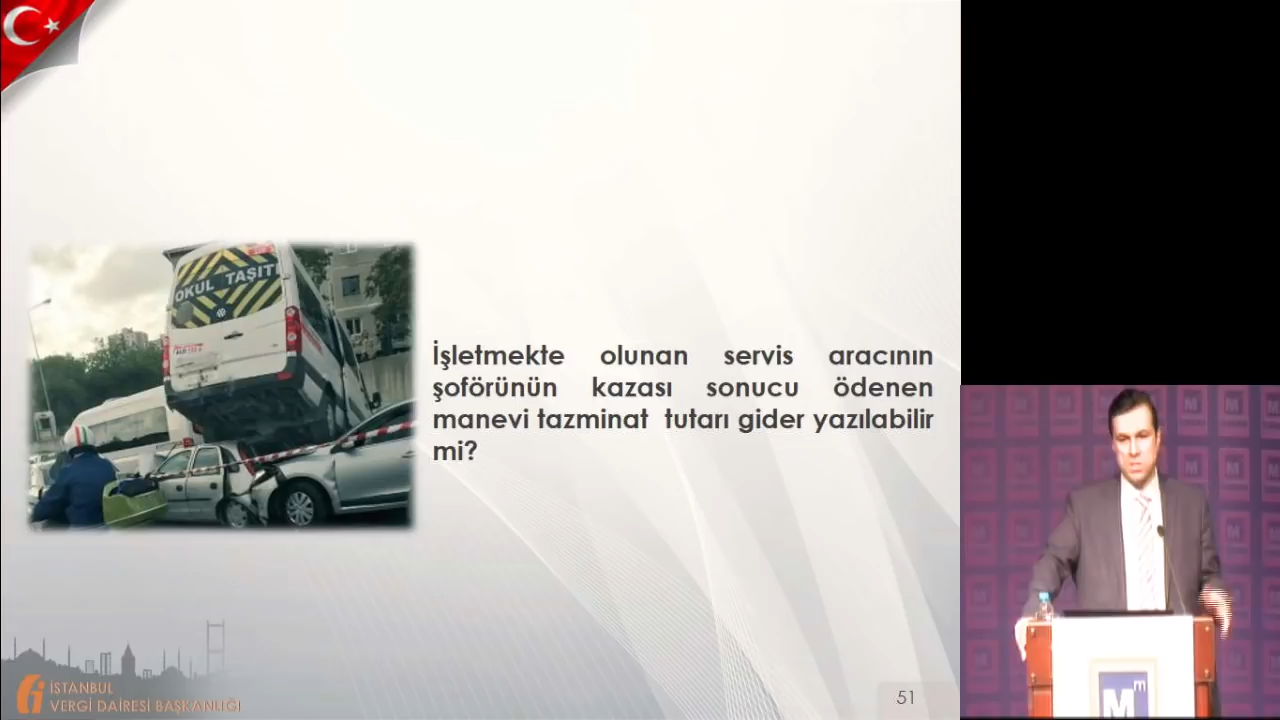 OKUL TAŞITI
İşletmekte olunan servis aracının
şoförünün kazası sonucu ödenen
manevi tazminat tutarı gider yazılabilir
mi?
İSTANBUL
VERGİ DAİRESİ BAŞKANLIĞI
51
M
m